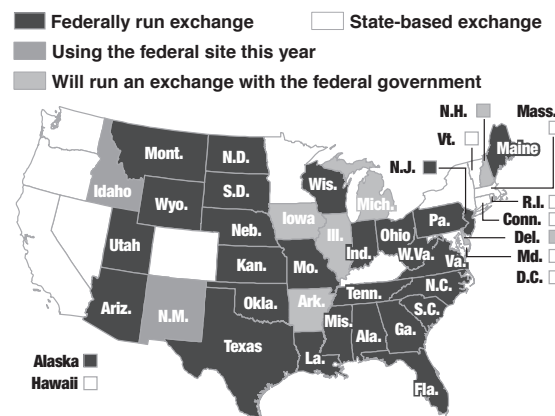 Federally run exchange State-based exchange
Using the federal site this year
Will run an exchange with the federal government
N.H. Mass.
Vt.
Mont. N.D. N.J. Maine
Idaho S.D. Wis. Mich. R.I.
Wyo. Pa. Conn.
Iowa Del.
Neb. Ill. Ohio Md.
Utah Ind. W.Va. Va. D.C.
Kan. Mo.
N.C.
Tenn.
Ariz. N.M. Okla. Ark. S.C.
Mis. Ala. Ga.
Texas
Alaska La.
Hawaii Fla.